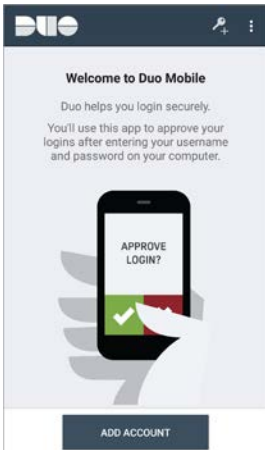 DUO
Welcome to Duo Mobile
Duo helps you login securely.
You'll use this app to approve your
logins after entering your username
and password on your computer.
APPROVE
LOGIN?
ADD ACCOUNT